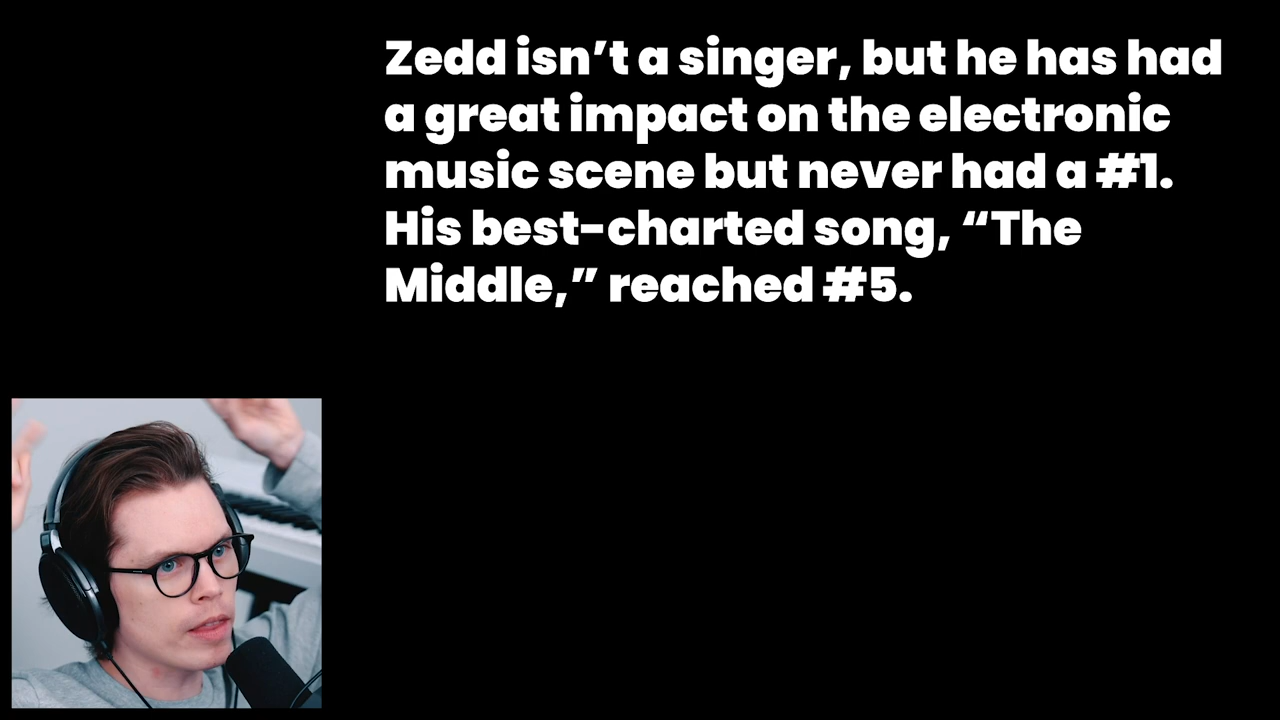 Zedd isn’t a singer, but he has had
a great impact on the electronic
music scene but never had a #1.
His best-charted song, “The
Middle,” reached #5.